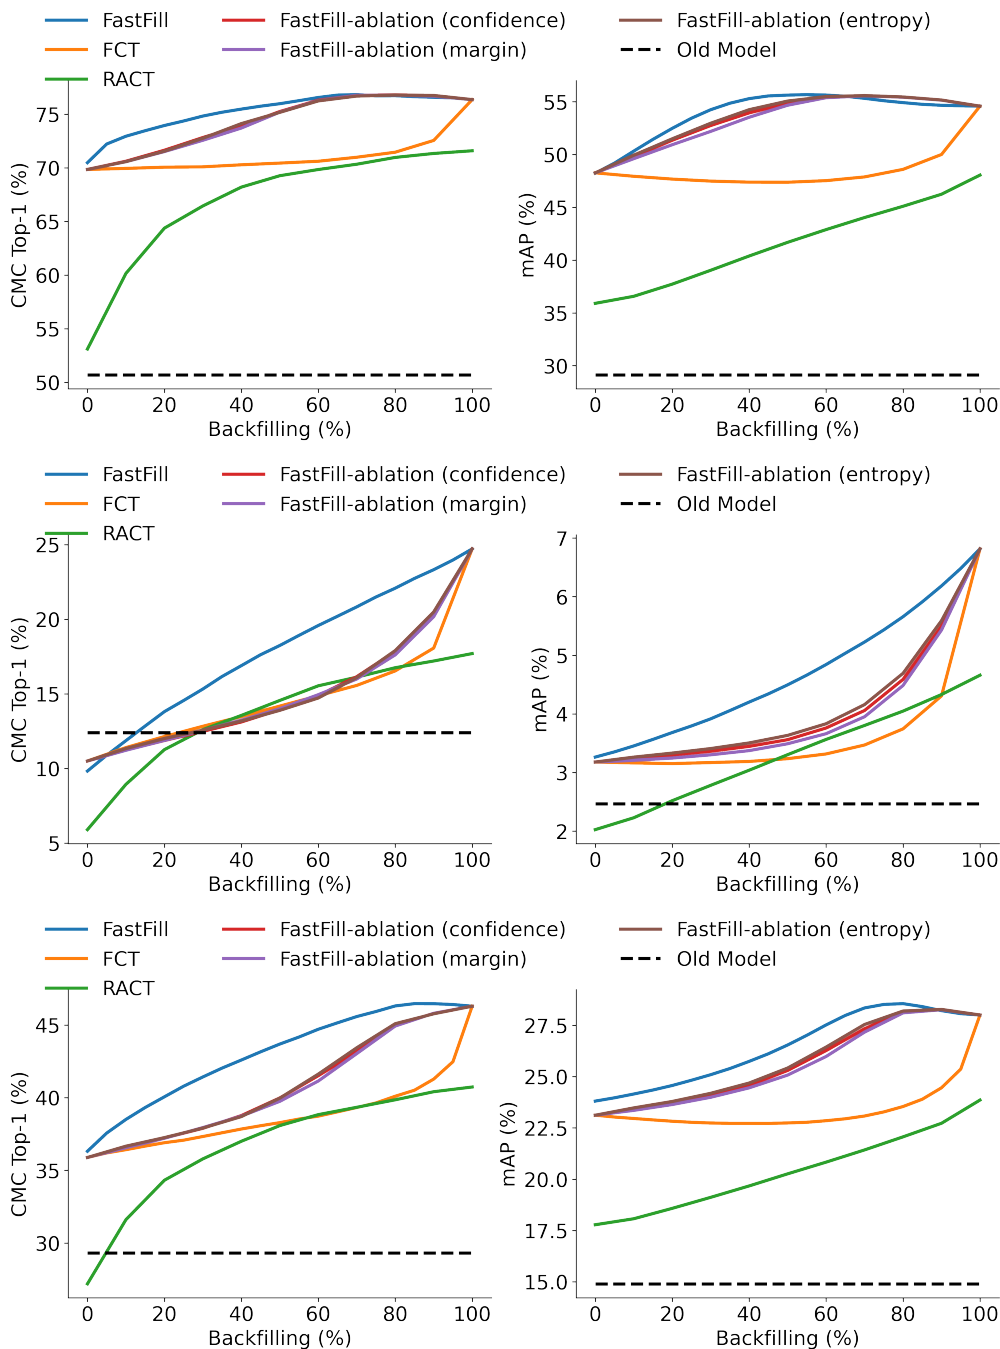 FastFill
FCT
RACT
FastFill-ablation (confidence)
FastFill-ablation (margin)
FastFill-ablation (entropy)
Old Model
CMC Top-1 (%)
75
70
65
60
55
50
0 20 40 60 80 100
Backfilling (%)
mAP (%)
55
50
45
40
35
30
0 20 40 60 80 100
Backfilling (%)
FastFill
FCT
RACT
FastFill-ablation (confidence)
FastFill-ablation (margin)
FastFill-ablation (entropy)
Old Model
CMC Top-1 (%)
25
20
15
10
5
0 20 40 60 80 100
Backfilling (%)
mAP (%)
7
6
5
4
3
2
0 20 40 60 80 100
Backfilling (%)
FastFill
FCT
RACT
FastFill-ablation (confidence)
FastFill-ablation (margin)
FastFill-ablation (entropy)
Old Model
CMC Top-1 (%)
45
40
35
30
0 20 40 60 80 100
Backfilling (%)
mAP (%)
27.5
25.0
22.5
20.0
17.5
15.0
0 20 40 60 80 100
Backfilling (%)